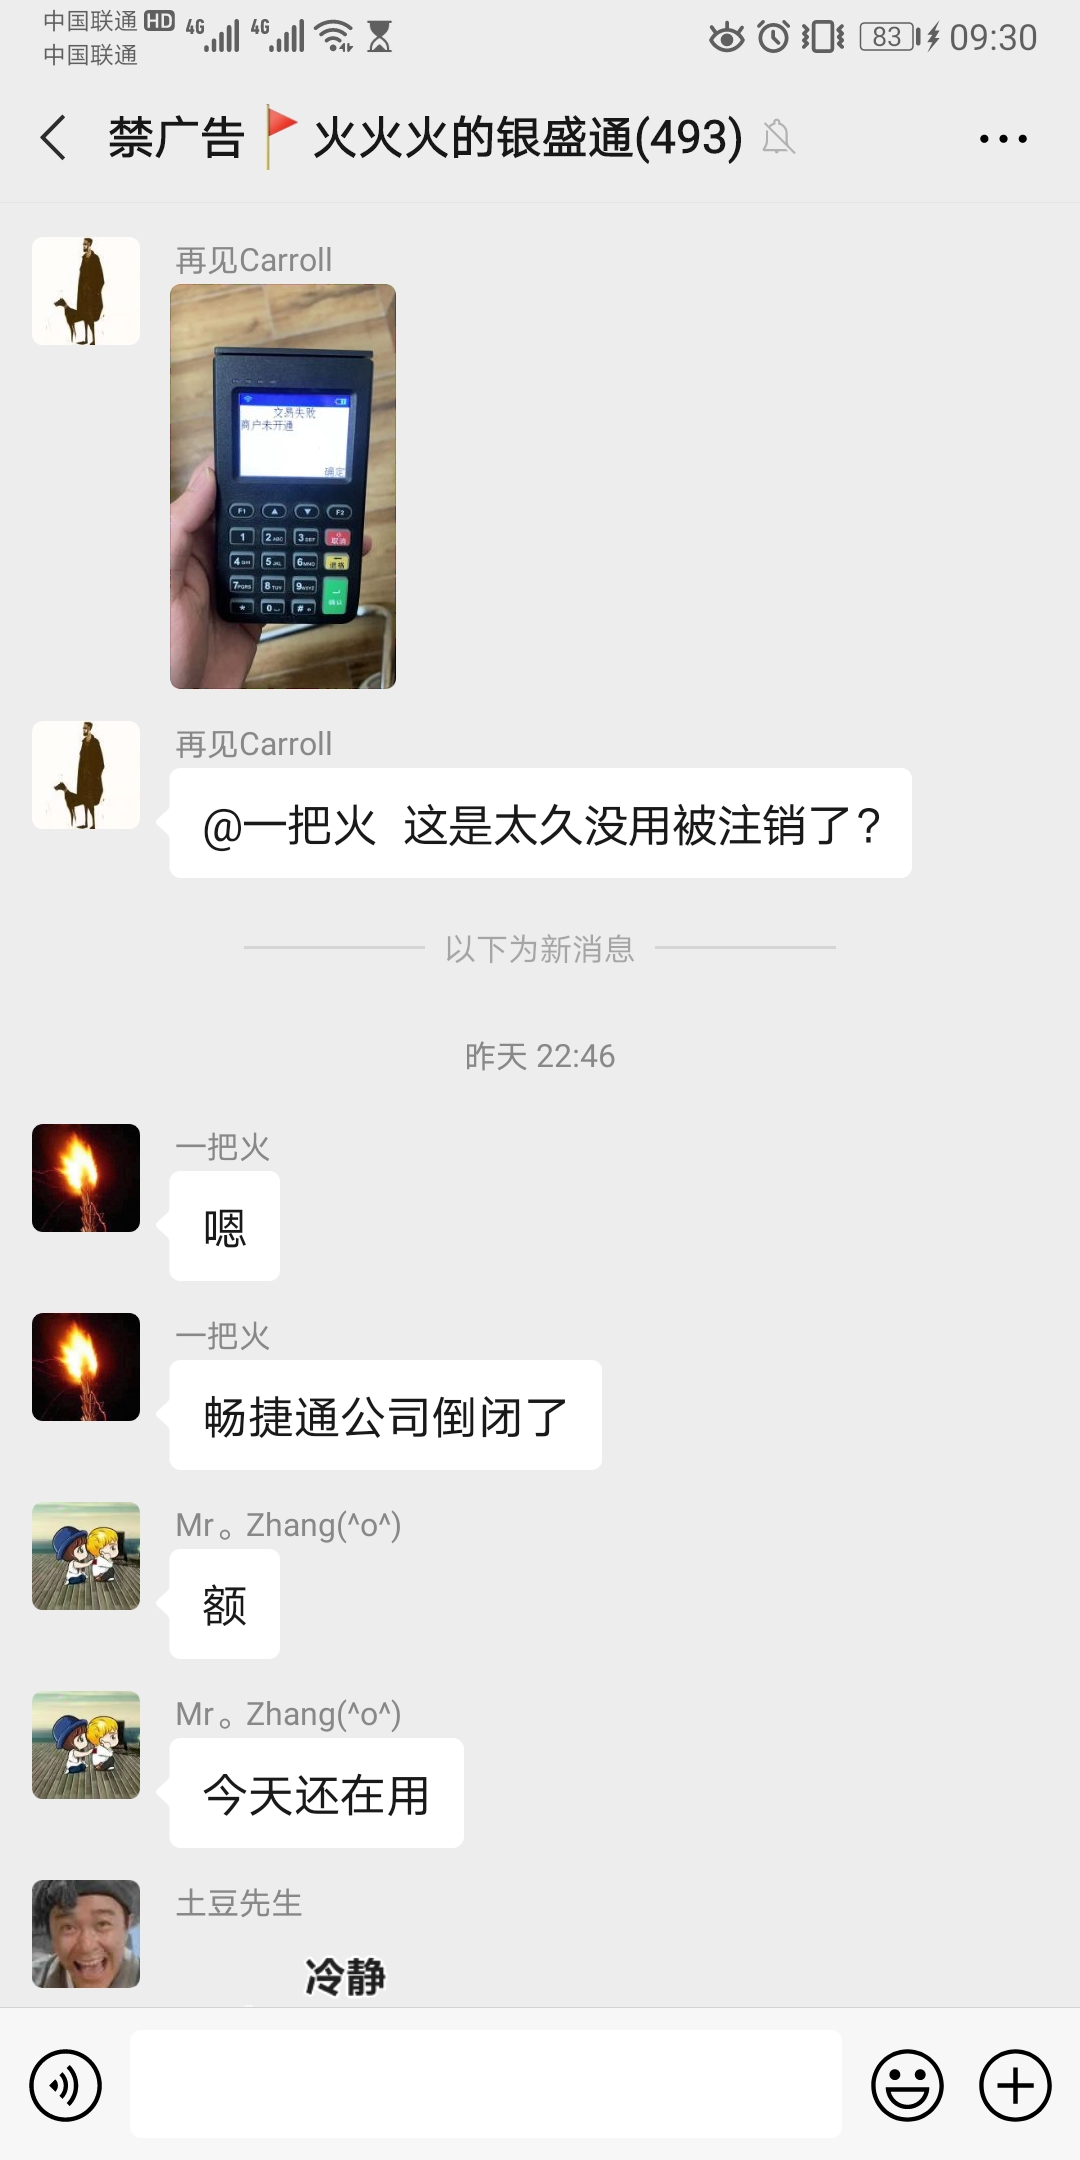 中国联通 HD 4G 4G 83 09:30
中国联通
禁广告🚩火火火的银盛通(493)
再见Carroll
交易失败
商户未开通
确定
F1 F2
1 2ABC 3DEF 取消
4GHI 5JKL 6MNO 退格
7PQRS 8TUV 9WXYZ
* 0 # 确认
再见Carroll
@一把火 这是太久没用被注销了?
以下为新消息
昨天 22:46
一把火
嗯
一把火
畅捷通公司倒闭了
Mr。Zhang(^o^)
额
Mr。Zhang(^o^)
今天还在用
土豆先生
冷静